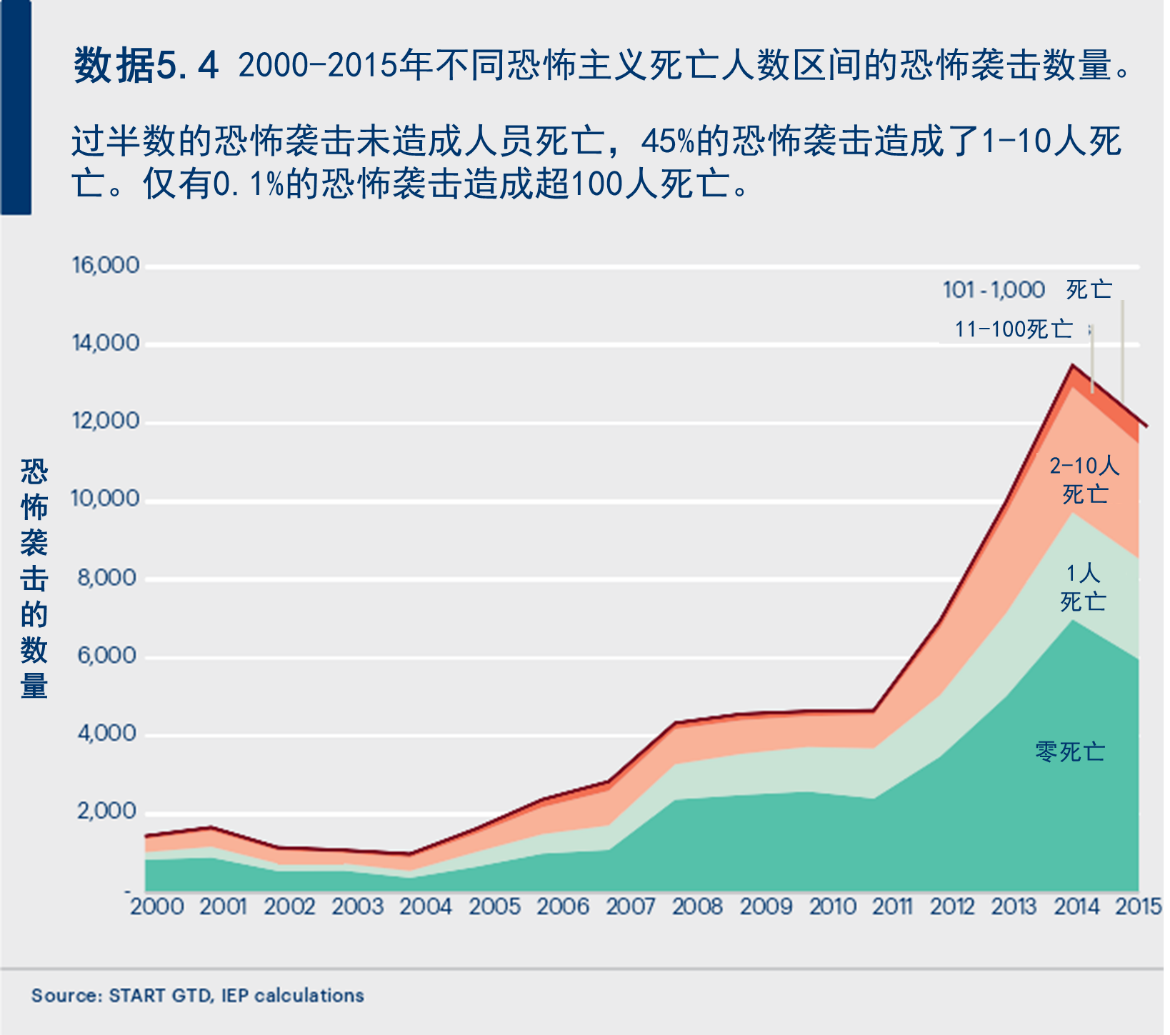 数据5.4 2000-2015年不同恐怖主义死亡人数区间的恐怖袭击数量。
过半数的恐怖袭击未造成人员死亡，45%的恐怖袭击造成了1-10人死
亡。仅有0.1%的恐怖袭击造成超100人死亡。
16,000
101-1,000 死亡
11-100死亡
14,000
12,000
2-10人
死亡
10,000
1人
死亡
8,000
6,000
零死亡
4,000
2,000
-
恐怖袭击的数量
2000 2001 2002 2003 2004 2005 2006 2007 2008 2009 2010 2011 2012 2013 2014 2015
Source: START GTD, IEP calculations